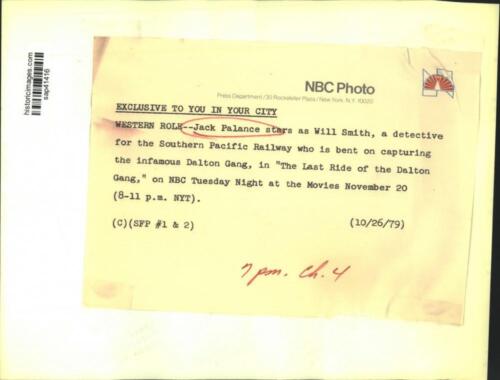 historicimages.com
sap41416
NBC Photo
Press Department/30 Rockefeller Plaza/New York, N.Y. 10020
EXCLUSIVE TO YOU IN YOUR CITY
WESTERN ROLE--Jack Palance stars as Will Smith, a detective
for the Southern Pacific Railway who is bent on capturing
the infamous Dalton Gang, in "The Last Ride of the Dalton
Gang," on NBC Tuesday Night at the Movies November 20
(8-11 p.m. NYT).
(C)(SFP #1 & 2) (10/26/79)
7 pm. Ch. 4